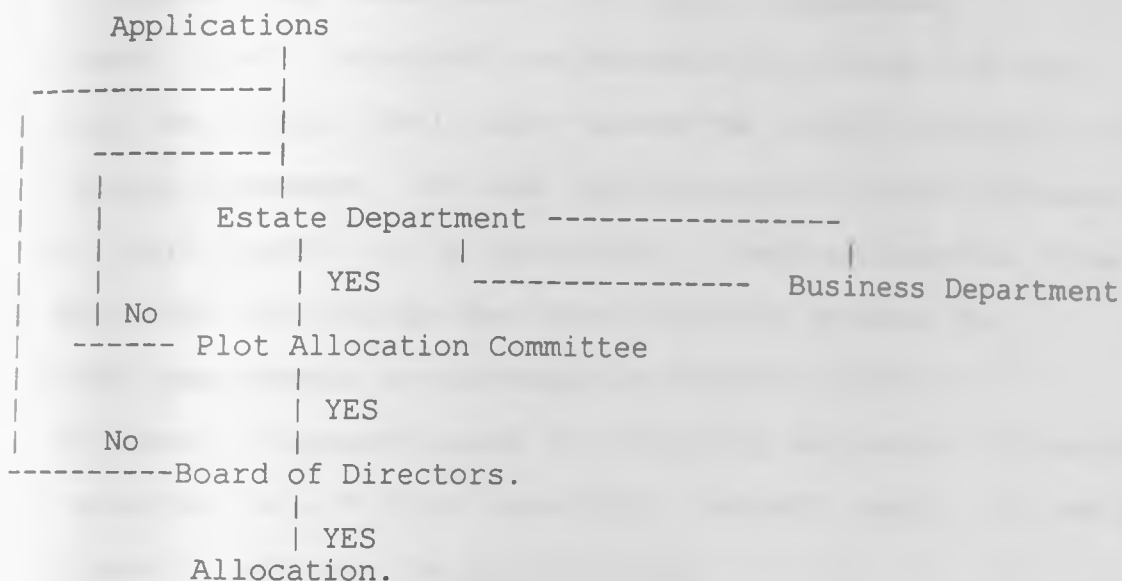 Applications
Estate Department
YES
Business Department
No
Plot Allocation Committee
YES
No
Board of Directors.
YES
Allocation.